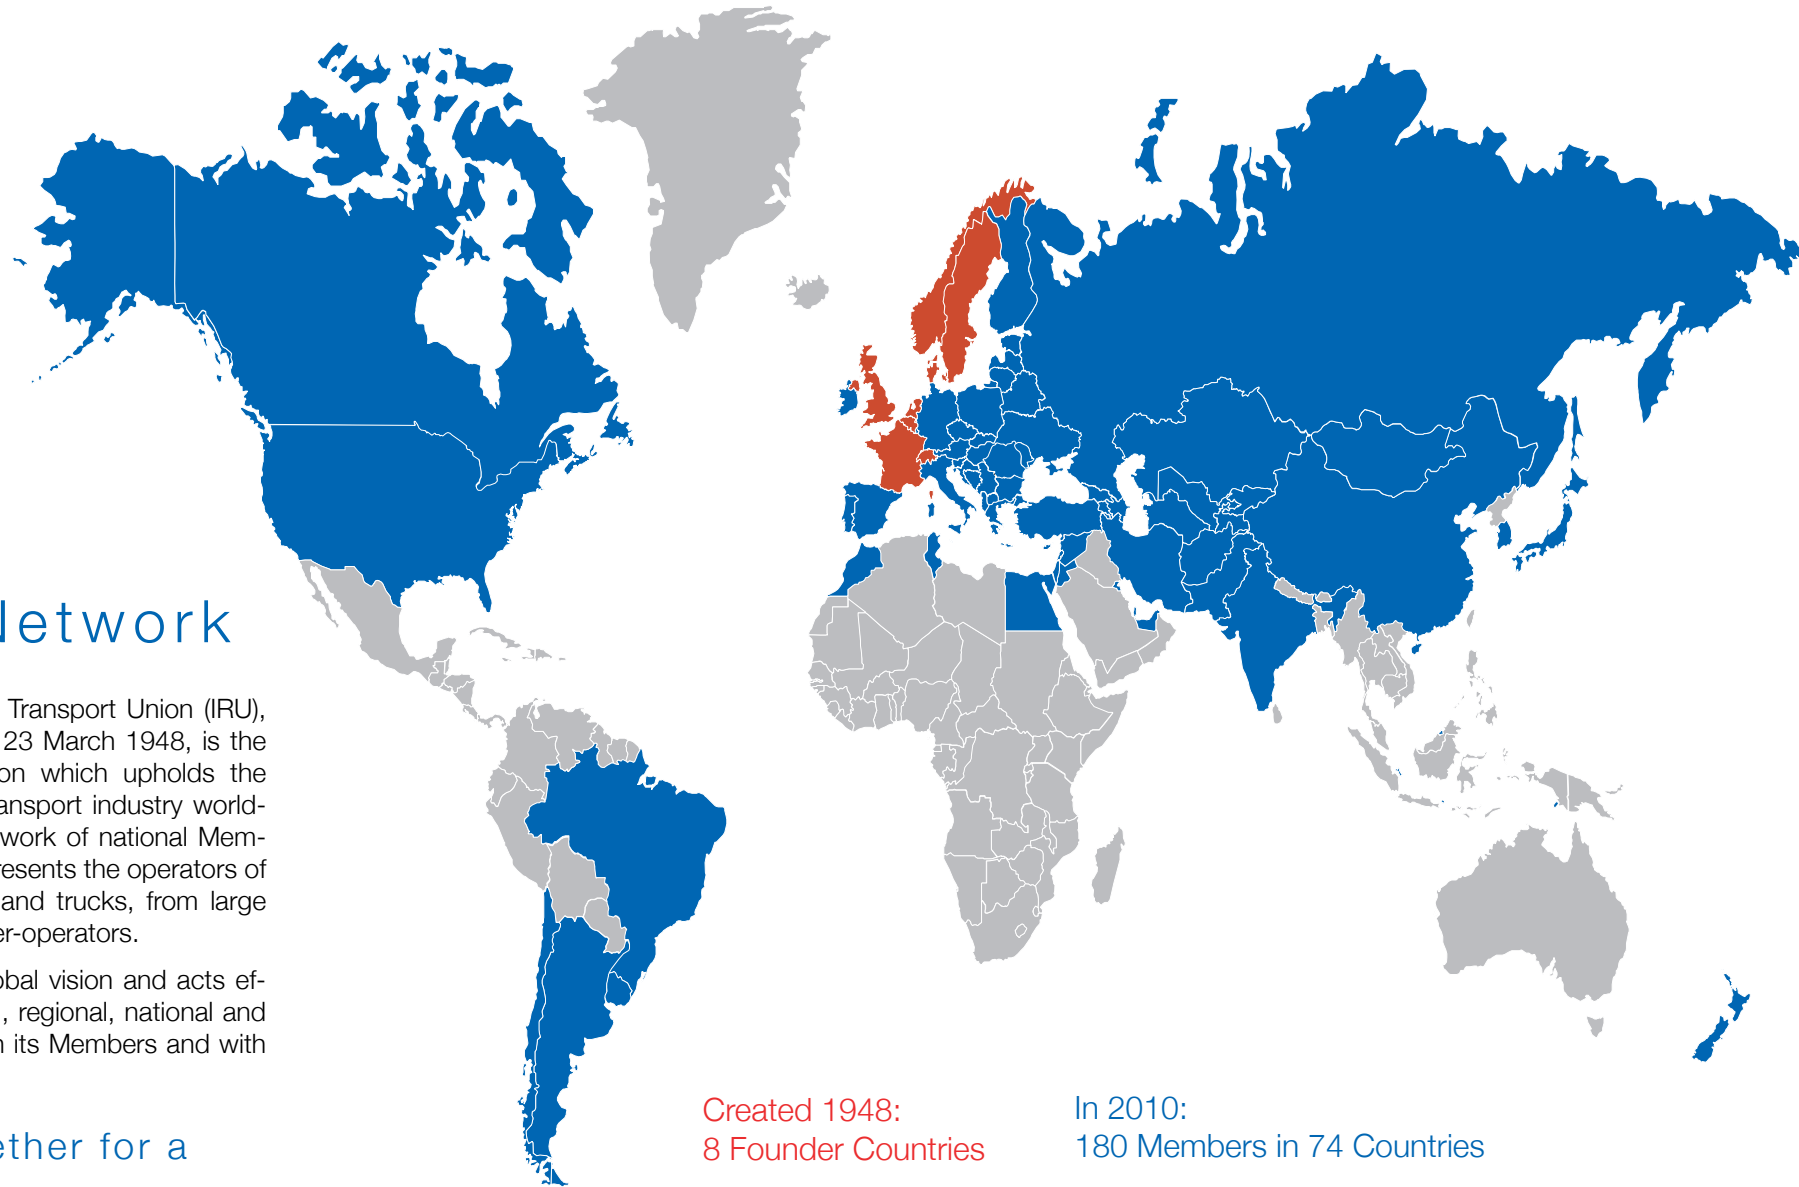 Network
Transport Union (IRU),
23 March 1948, is the
on which upholds the
ansport industry world-
work of national Mem-
resents the operators of
and trucks, from large
er-operators.
obal vision and acts ef-
, regional, national and
n its Members and with
ether for a
Created 1948:
8 Founder Countries
In 2010:
180 Members in 74 Countries